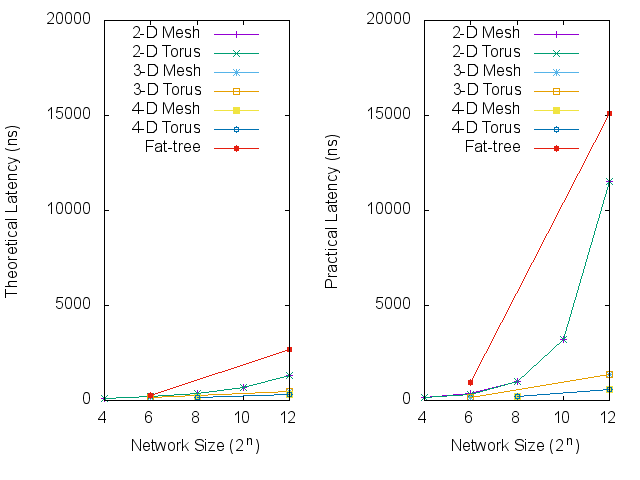 20000
15000
10000
5000
0
4
6
8
10
12
Theoretical Latency (ns)
Network Size (2^n)
2-D Mesh
2-D Torus
3-D Mesh
3-D Torus
4-D Mesh
4-D Torus
Fat-tree
20000
15000
10000
5000
0
4
6
8
10
12
Practical Latency (ns)
Network Size (2^n)
2-D Mesh
2-D Torus
3-D Mesh
3-D Torus
4-D Mesh
4-D Torus
Fat-tree